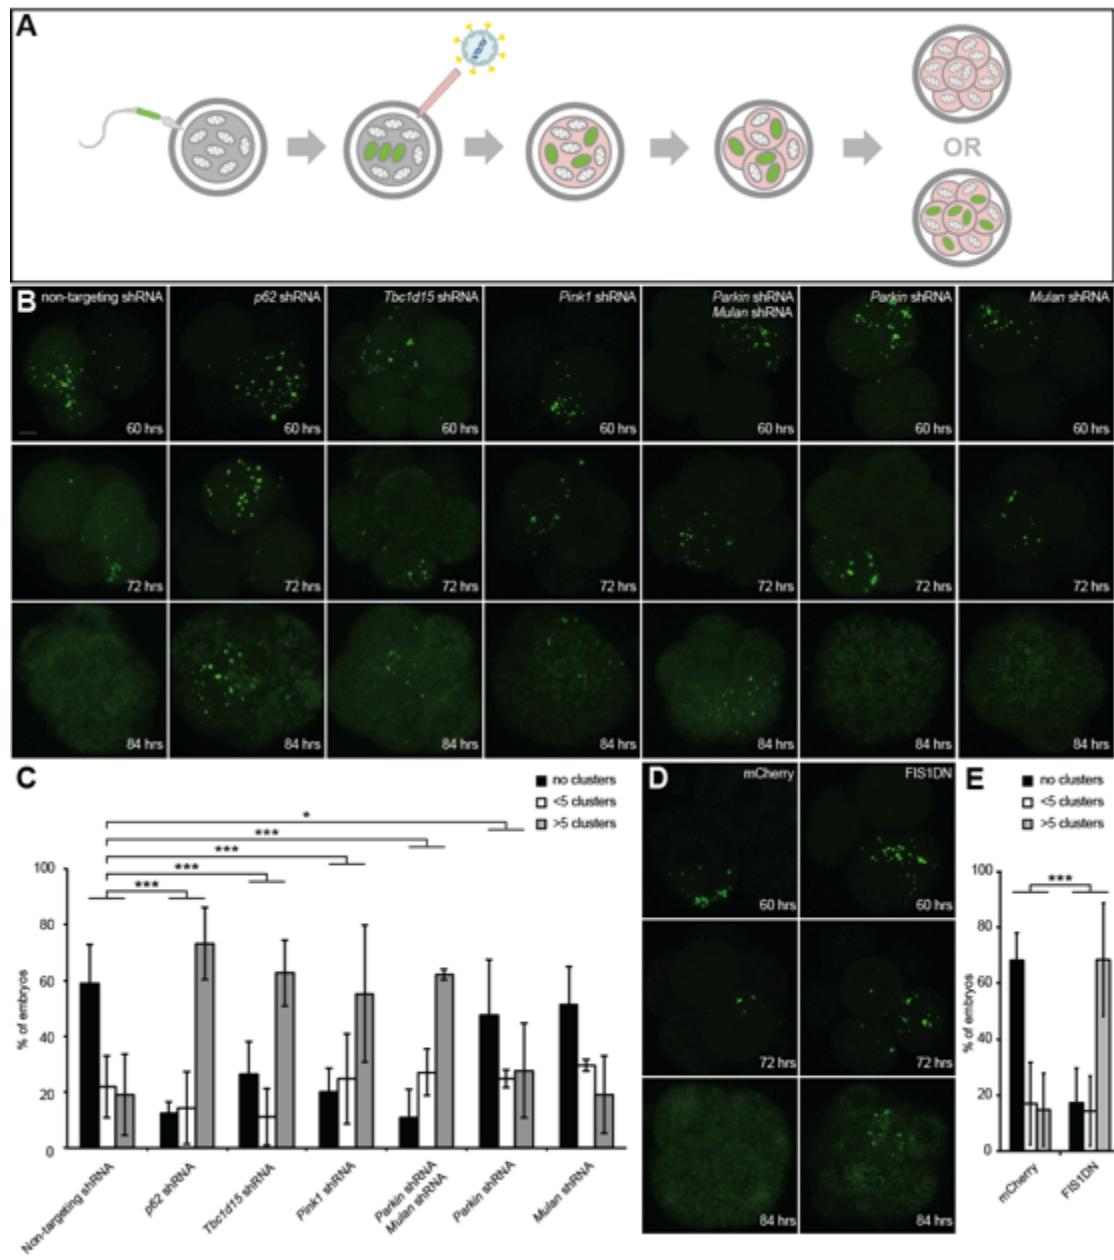 A
OR
B
non-targeting shRNA
p62 shRNA
Tbc1d15 shRNA
Pink1 shRNA
Parkin shRNA
Mulan shRNA
Parkin shRNA
Mulan shRNA
60 hrs
60 hrs
60 hrs
60 hrs
60 hrs
60 hrs
60 hrs
72 hrs
72 hrs
72 hrs
72 hrs
72 hrs
72 hrs
72 hrs
84 hrs
84 hrs
84 hrs
84 hrs
84 hrs
84 hrs
84 hrs
C
no clusters
<5 clusters
>5 clusters
*
***
***
***
***
100
80
60
40
20
0
% of embryos
Non-targeting shRNA
p62 shRNA
Tbc1d15 shRNA
Pink1 shRNA
Parkin shRNA
Mulan shRNA
Parkin shRNA
Mulan shRNA
D
mCherry
FIS1DN
60 hrs
60 hrs
72 hrs
72 hrs
84 hrs
84 hrs
E
no clusters
<5 clusters
>5 clusters
***
100
80
60
40
20
0
% of embryos
mCherry
FIS1DN